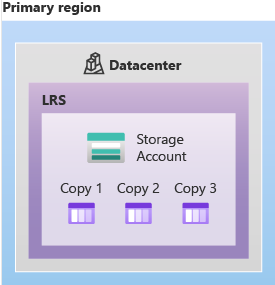 Primary region
Datacenter
LRS
Storage
Account
Copy 1 Copy 2 Copy 3